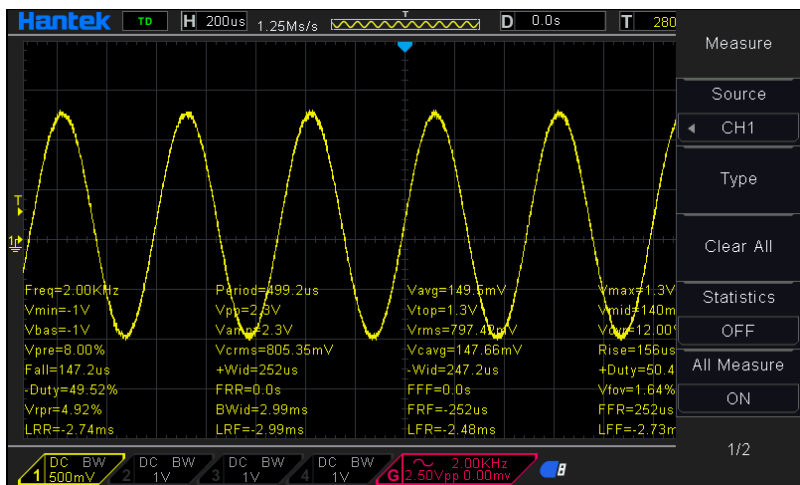 Hantek TD H 200us 1.25Ms/s T D 0.0s T 280
Measure
Source
CH1
Type
Clear All
Statistics
OFF
All Measure
ON
1/2
T
1
Freq=2.00KHz Period=499.2us Vavg=149.5mV Vmax=1.3V
Vmin=-1V Vpp=2.3V Vtop=1.3V Vmid=140m
Vbas=-1V Vamp=2.3V Vrms=797.42mV Vovr=12.00%
Vpre=8.00% Vcrms=805.35mV Vcavg=147.66mV Rise=156us
Fall=147.2us +Wid=252us -Wid=247.2us +Duty=50.4
-Duty=49.52% FRR=0.0s FFF=0.0s Vfov=1.64%
Vrpr=4.92% BWid=2.99ms FRF=-252us FFR=252us
LRR=-2.74ms LRF=-2.99ms LFR=-2.48ms LFF=-2.73m
1 DC BW 2 DC BW 3 DC BW 4 DC BW G 2.00KHz
500mV 1V 1V 1V 2.50Vpp 0.00mv